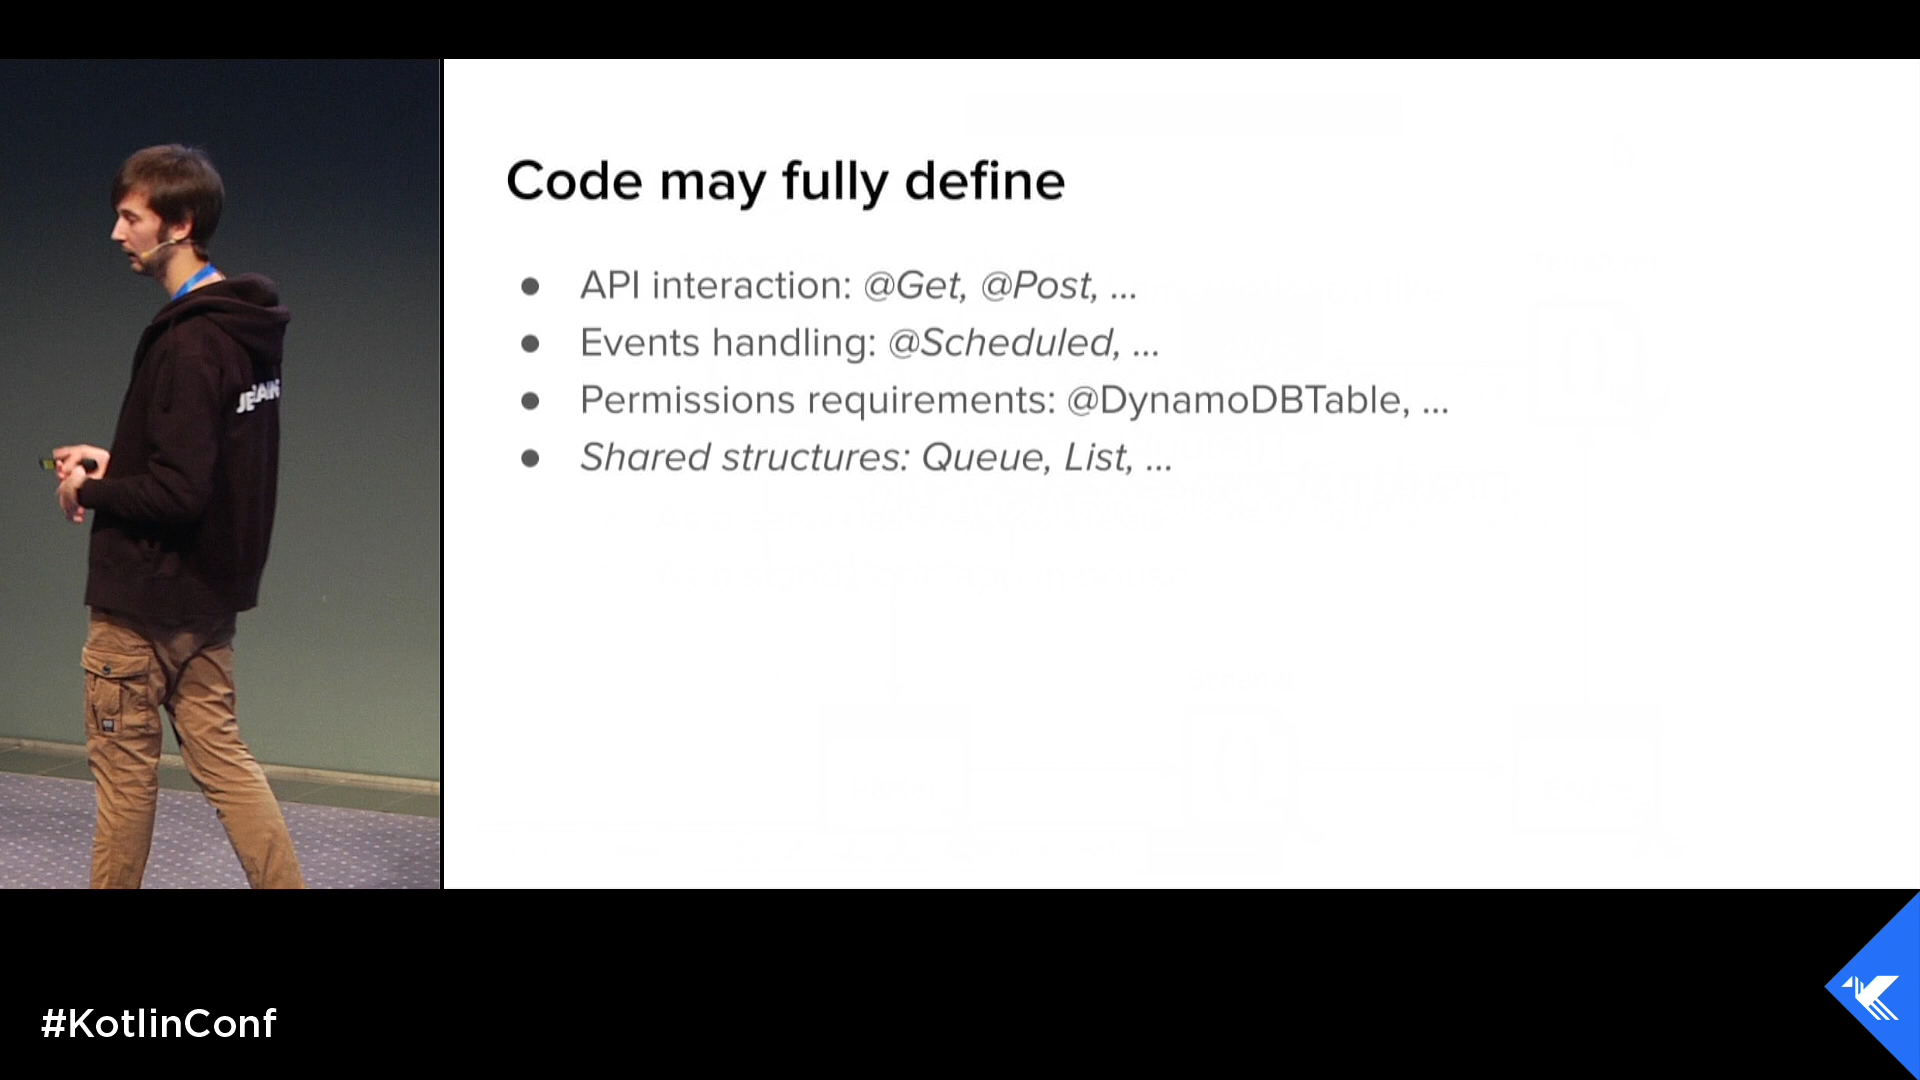 Code may fully define
● API interaction: @Get, @Post, ...
● Events handling: @Scheduled, ...
● Permissions requirements: @DynamoDBTable, ...
● Shared structures: Queue, List, ...
#KotlinConf